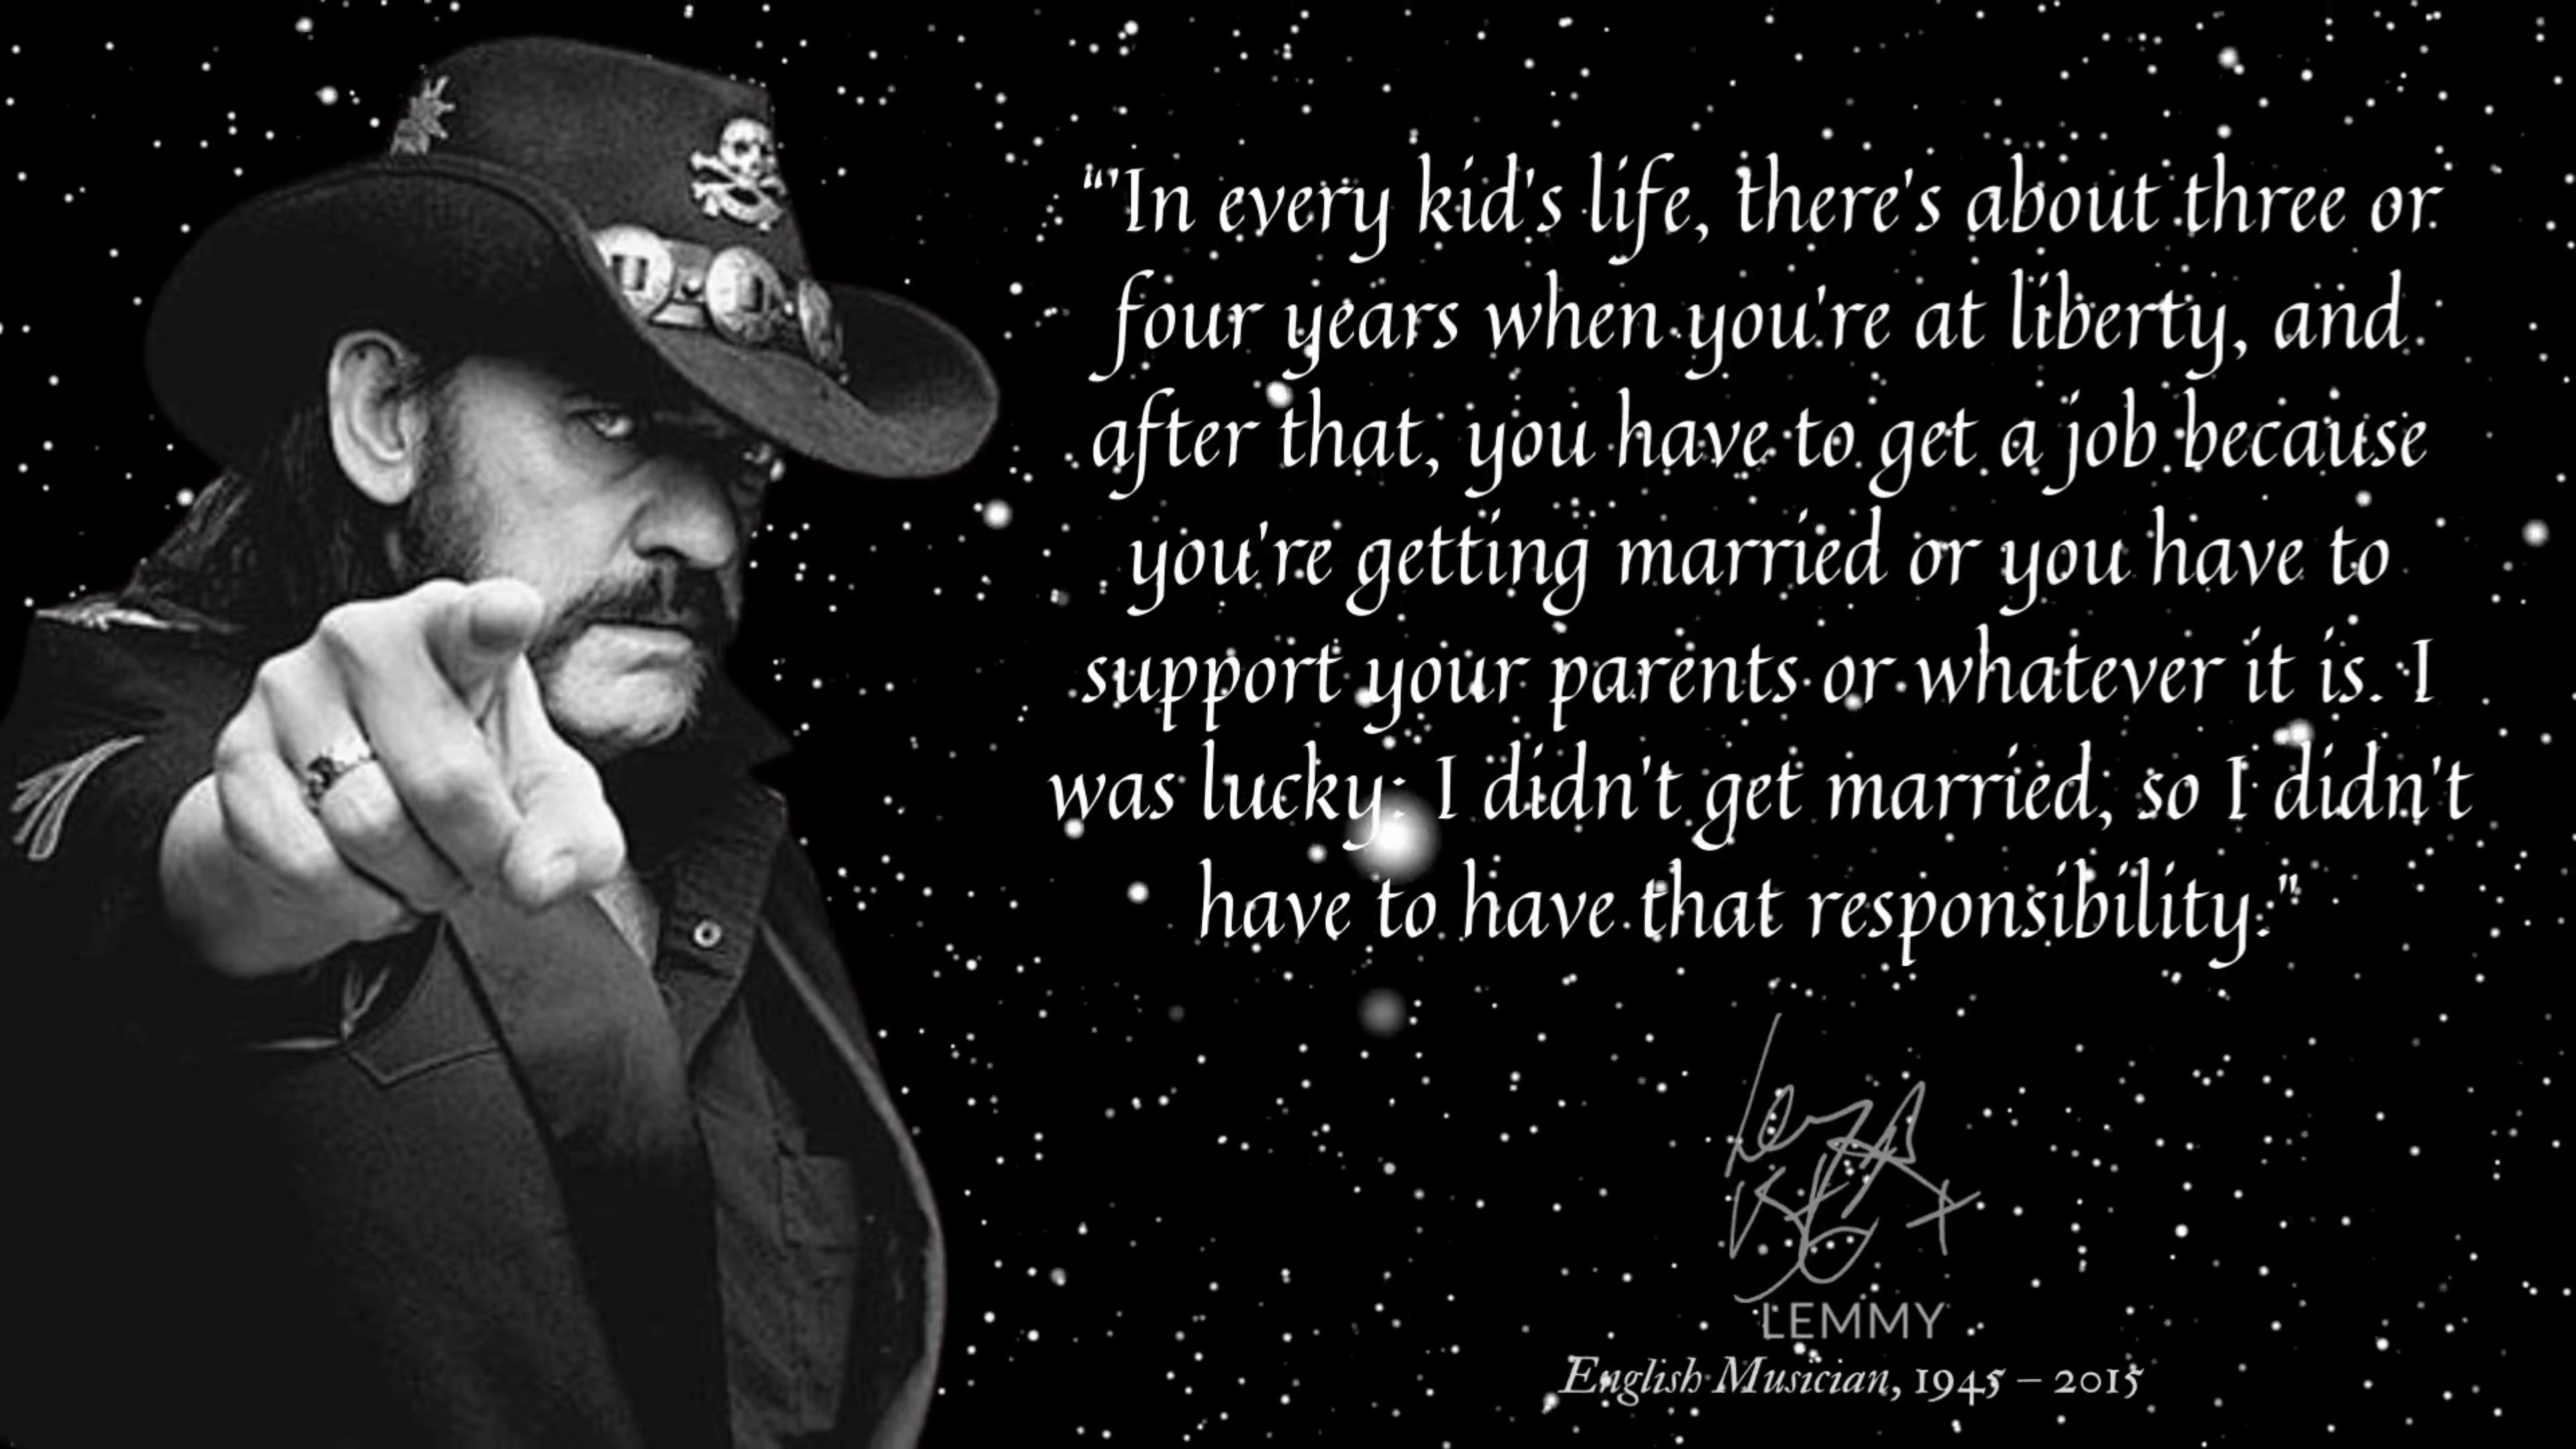 “'In every kid's life, there's about three or
four years when you're at liberty, and
after that, you have to get a job because
you're getting married or you have to
support your parents or whatever it is. I
was lucky: I didn't get married, so I didn't
have to have that responsibility."
LEMMY
English Musician, 1945 – 2015